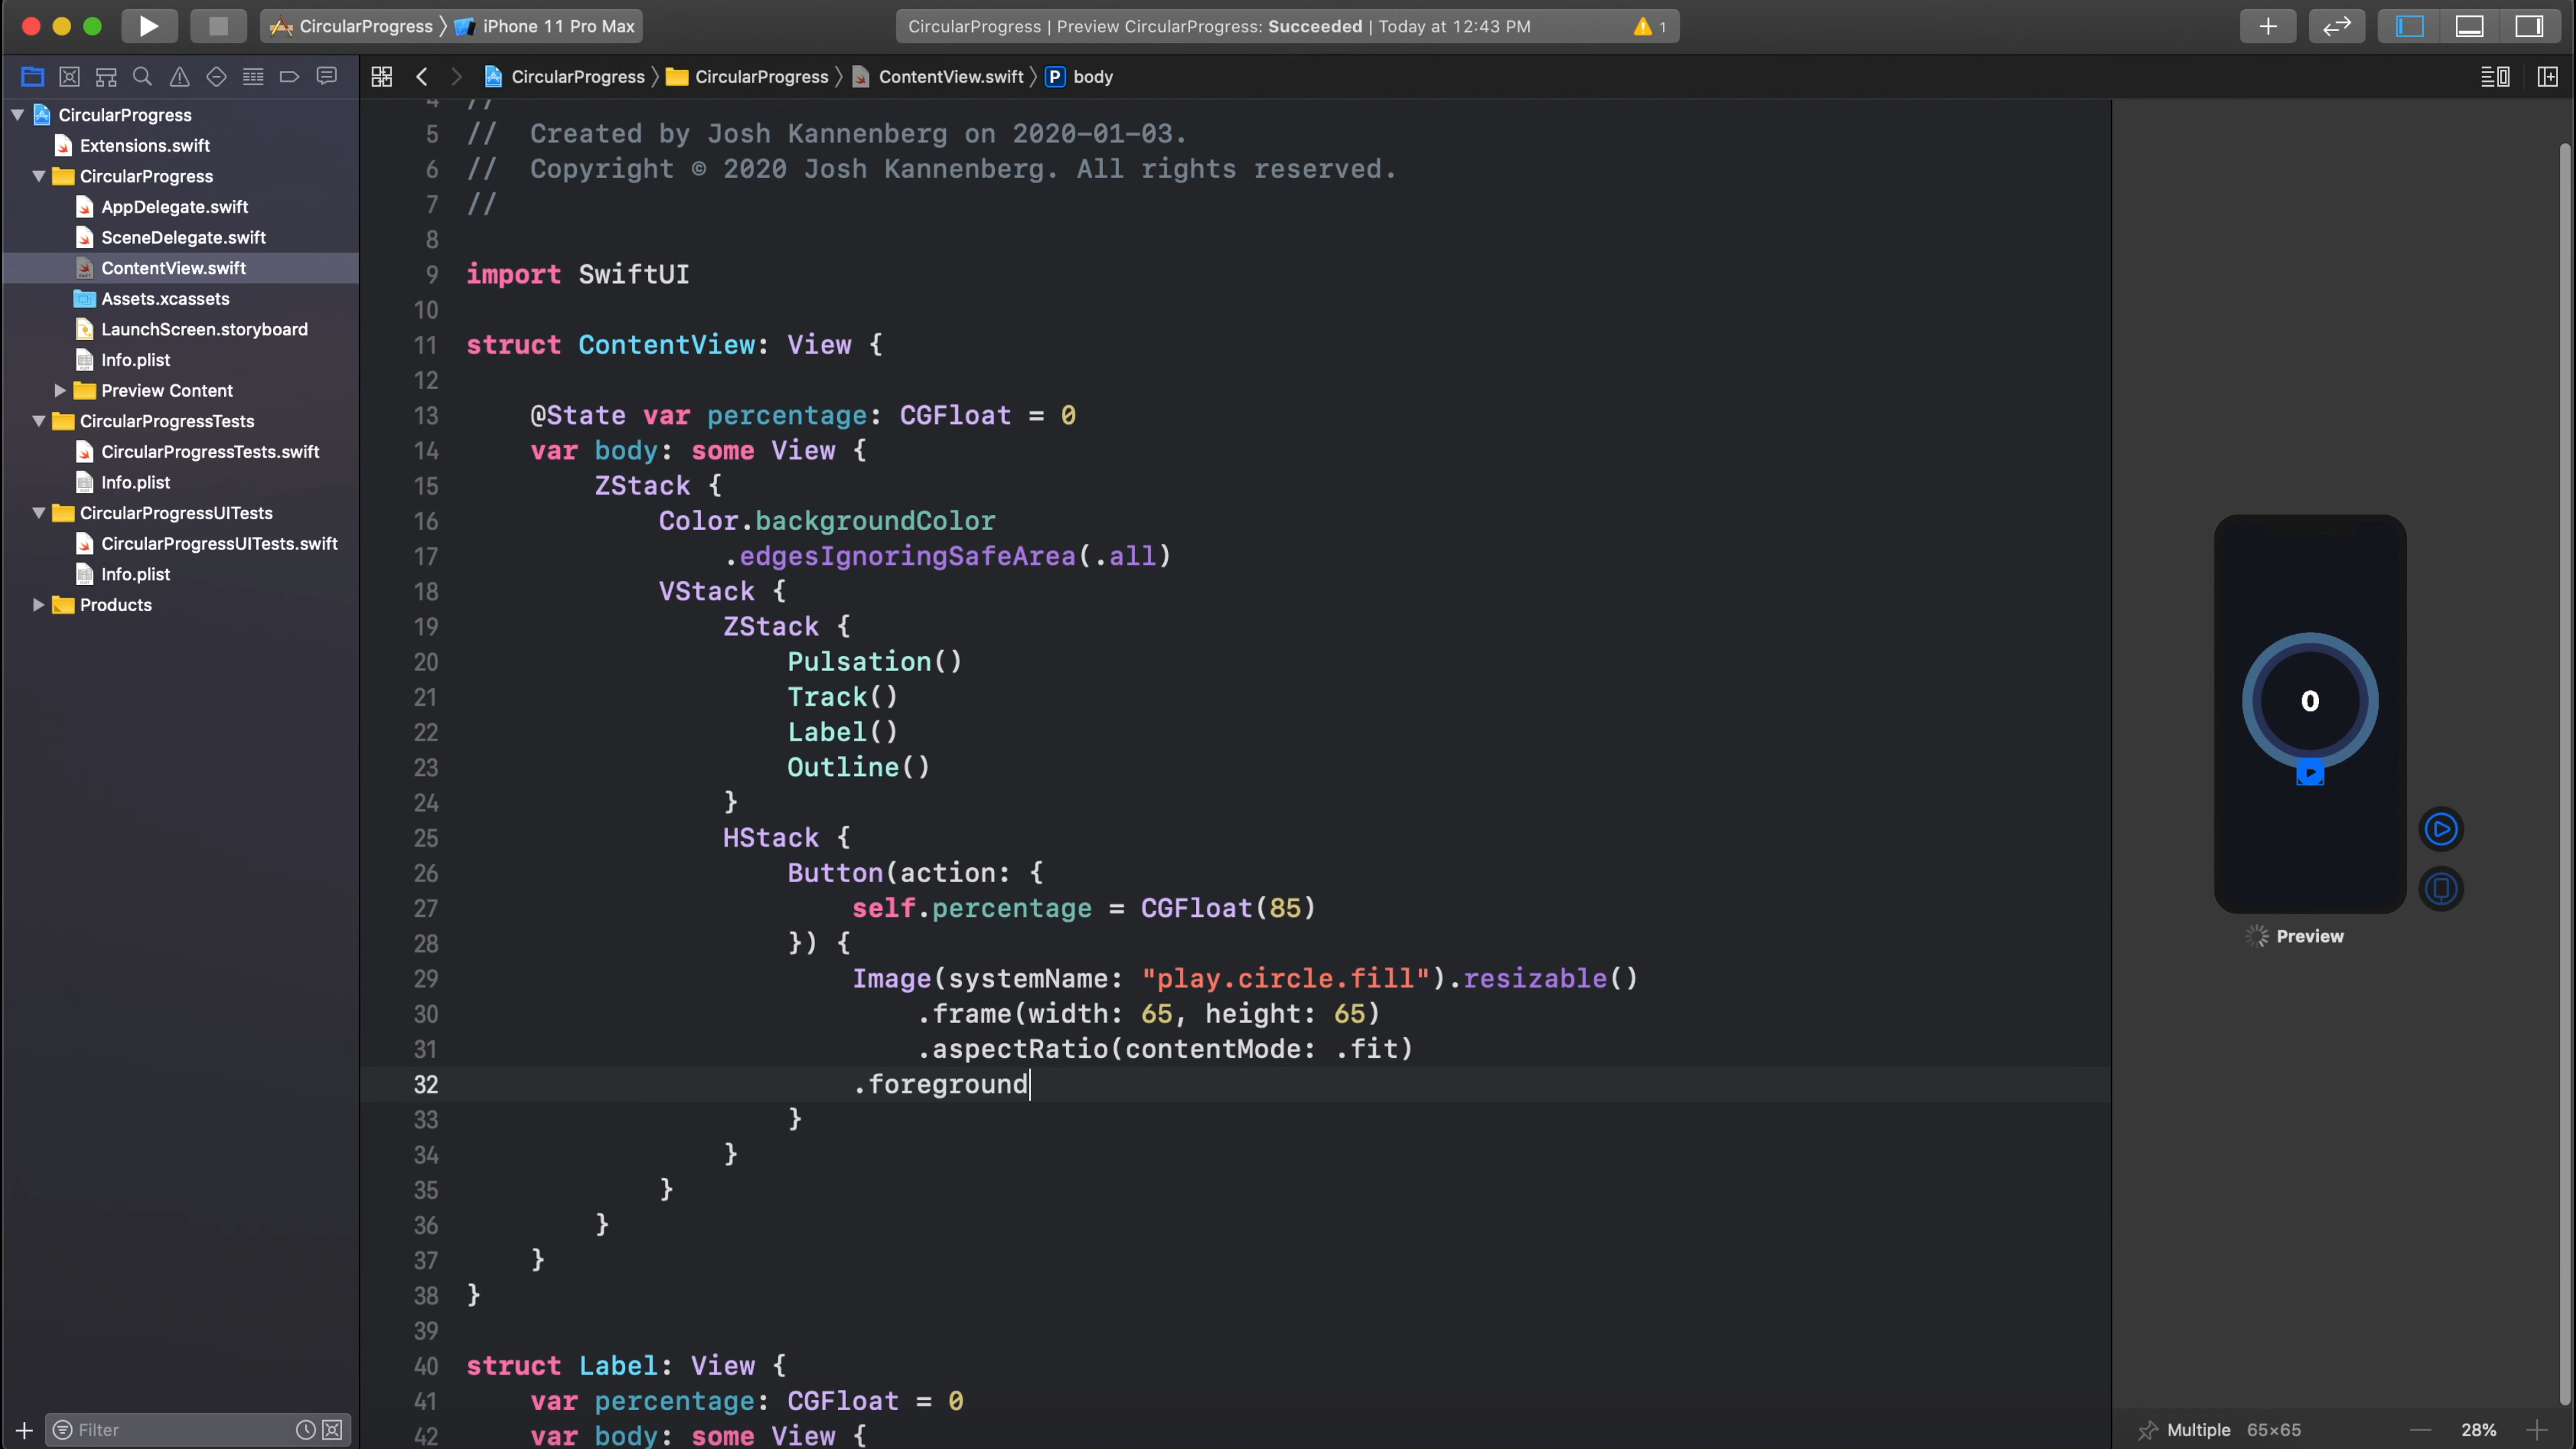 CircularProgress 〉 iPhone 11 Pro Max
CircularProgress | Preview CircularProgress: Succeeded | Today at 12:43 PM
1
CircularProgress 〉 CircularProgress 〉 ContentView.swift 〉 P body
CircularProgress
Extensions.swift
CircularProgress
AppDelegate.swift
SceneDelegate.swift
ContentView.swift
Assets.xcassets
LaunchScreen.storyboard
Info.plist
Preview Content
CircularProgressTests
CircularProgressTests.swift
Info.plist
CircularProgressUITests
CircularProgressUITests.swift
Info.plist
Products
Filter
4 //
5 //  Created by Josh Kannenberg on 2020-01-03.
6 //  Copyright © 2020 Josh Kannenberg. All rights reserved.
7 //
8
9 import SwiftUI
10
11 struct ContentView: View {
12
13     @State var percentage: CGFloat = 0
14     var body: some View {
15         ZStack {
16             Color.backgroundColor
17                 .edgesIgnoringSafeArea(.all)
18             VStack {
19                 ZStack {
20                     Pulsation()
21                     Track()
22                     Label()
23                     Outline()
24                 }
25                 HStack {
26                     Button(action: {
27                         self.percentage = CGFloat(85)
28                     }) {
29                         Image(systemName: "play.circle.fill").resizable()
30                             .frame(width: 65, height: 65)
31                             .aspectRatio(contentMode: .fit)
32                         .foreground
33                     }
34                 }
35             }
36         }
37     }
38 }
39
40 struct Label: View {
41     var percentage: CGFloat = 0
42     var body: some View {
0
Preview
Multiple 65×65
28%